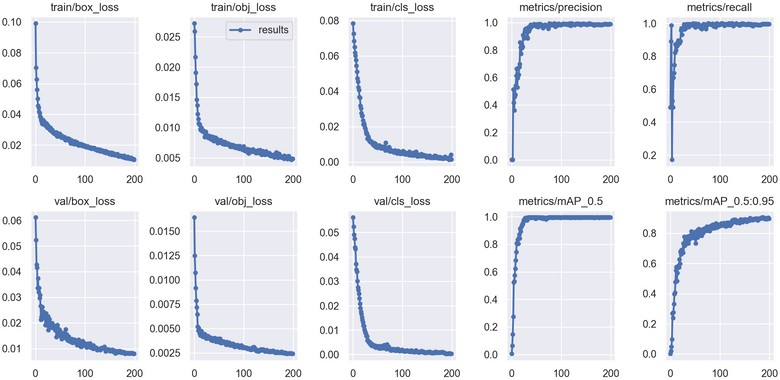 train/box_loss
0.10
0.08
0.06
0.04
0.02
0 100 200
train/obj_loss
results
0.025
0.020
0.015
0.010
0.005
0 100 200
train/cls_loss
0.08
0.06
0.04
0.02
0.00
0 100 200
metrics/precision
1.0
0.8
0.6
0.4
0.2
0.0
0 100 200
metrics/recall
1.0
0.8
0.6
0.4
0.2
0 100 200
val/box_loss
0.06
0.05
0.04
0.03
0.02
0.01
0 100 200
val/obj_loss
0.0150
0.0125
0.0100
0.0075
0.0050
0.0025
0 100 200
val/cls_loss
0.05
0.04
0.03
0.02
0.01
0.00
0 100 200
metrics/mAP_0.5
1.0
0.8
0.6
0.4
0.2
0.0
0 100 200
metrics/mAP_0.5:0.95
0.8
0.6
0.4
0.2
0.0
0 100 200